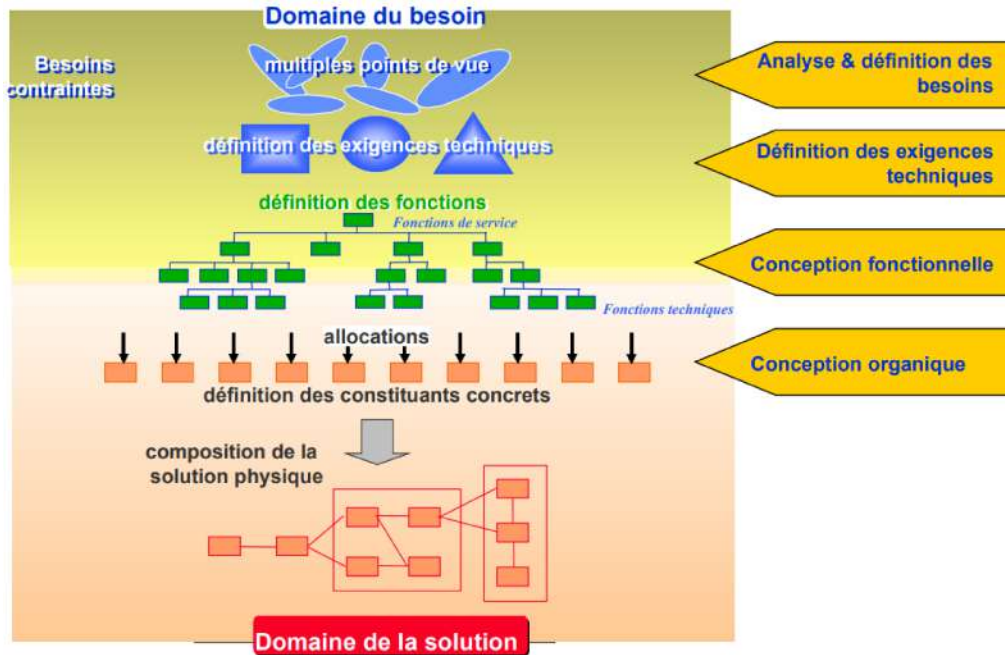 Domaine du besoin
Besoins
contraintes
multiples points de vue
Analyse & définition des
besoins
définition des exigences techniques
Définition des exigences
techniques
définition des fonctions
Fonctions de service
Conception fonctionnelle
Fonctions techniques
allocations
Conception organique
définition des constituants concrets
composition de la
solution physique
Domaine de la solution